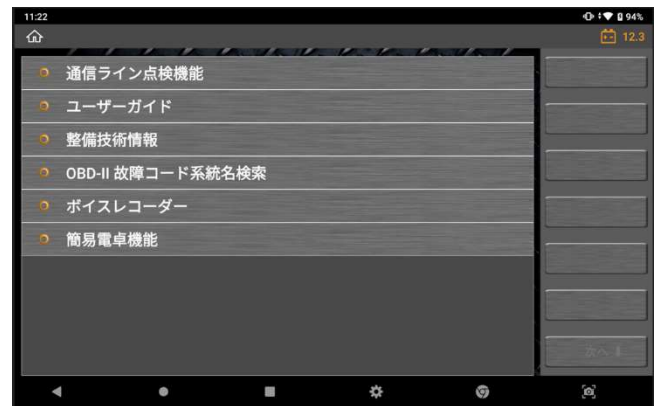 11:22
94%
12.3
通信ライン点検機能
ユーザーガイド
整備技術情報
OBD-II 故障コード系統名検索
ボイスレコーダー
簡易電卓機能
次へ